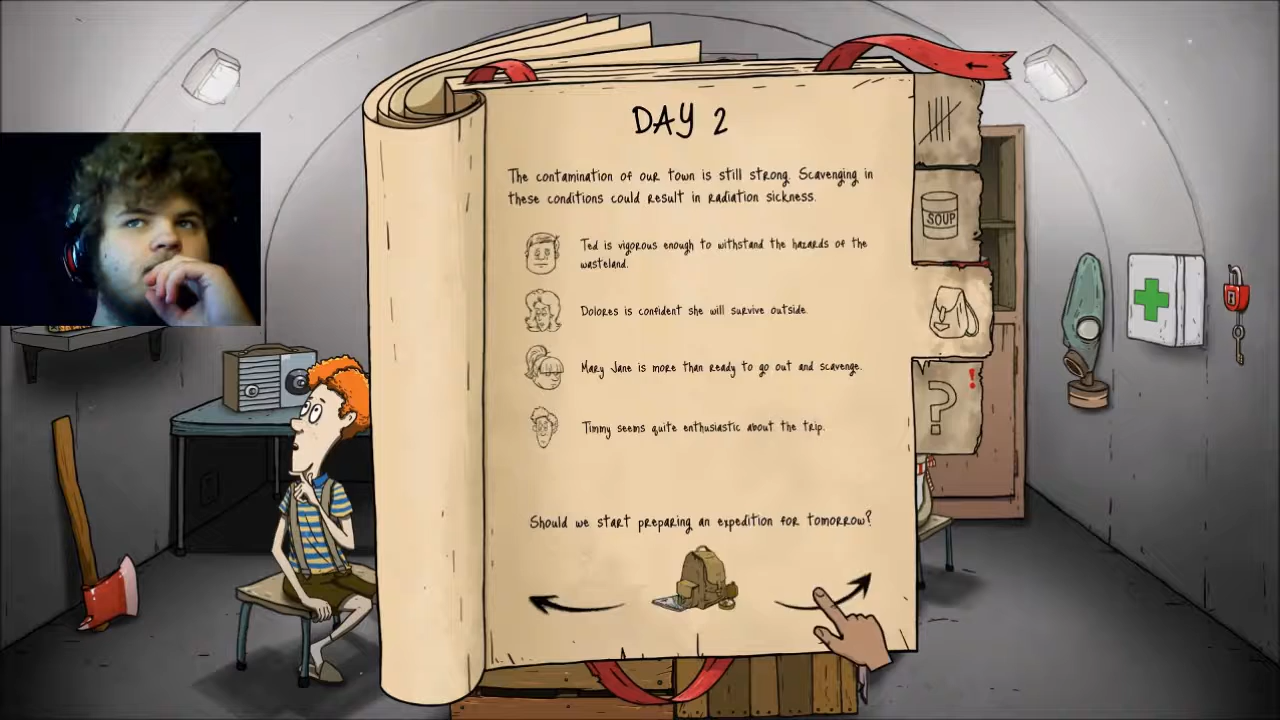 DAY 2
The contamination of our town is still strong. Scavenging in
these conditions could result in radiation sickness.
SOUP
Ted is vigorous enough to withstand the hazards of the
wasteland.
Dolores is confident she will survive outside.
Mary Jane is more than ready to go out and scavenge.
!
?
Timmy seems quite enthusiastic about the trip.
Should we start preparing an expedition for tomorrow?